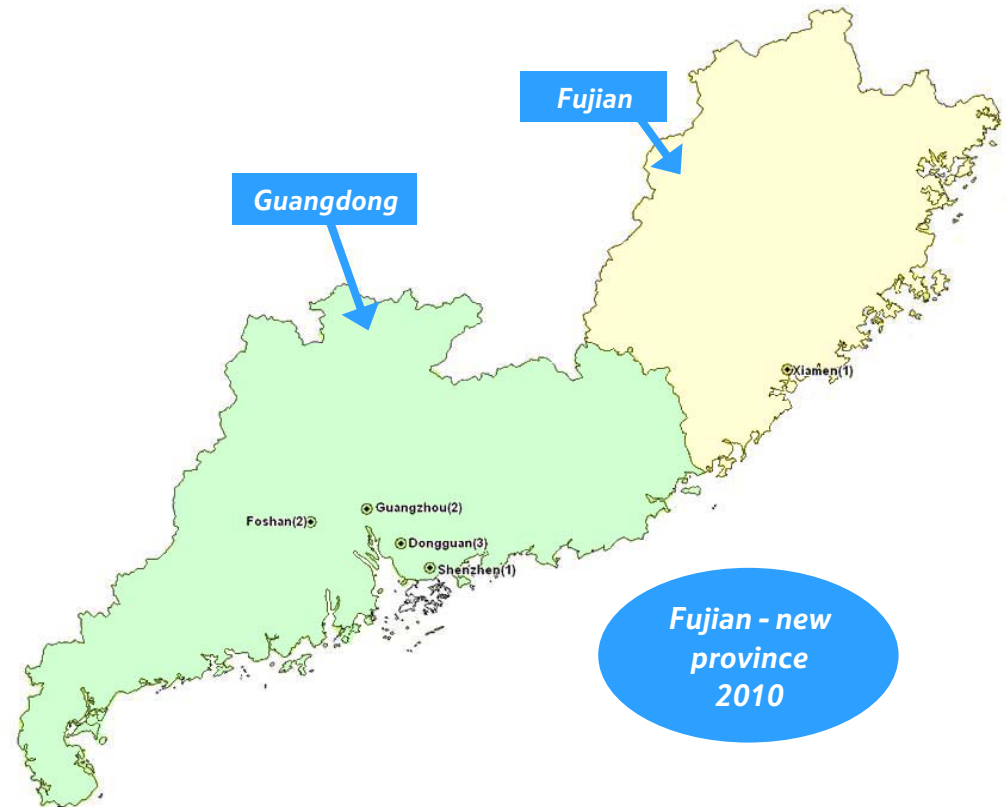 Fujian
Guangdong
Xiamen(1)
Guangzhou(2)
Foshan(2)
Dongguan(3)
Shenzhen(1)
Fujian - new
province
2010